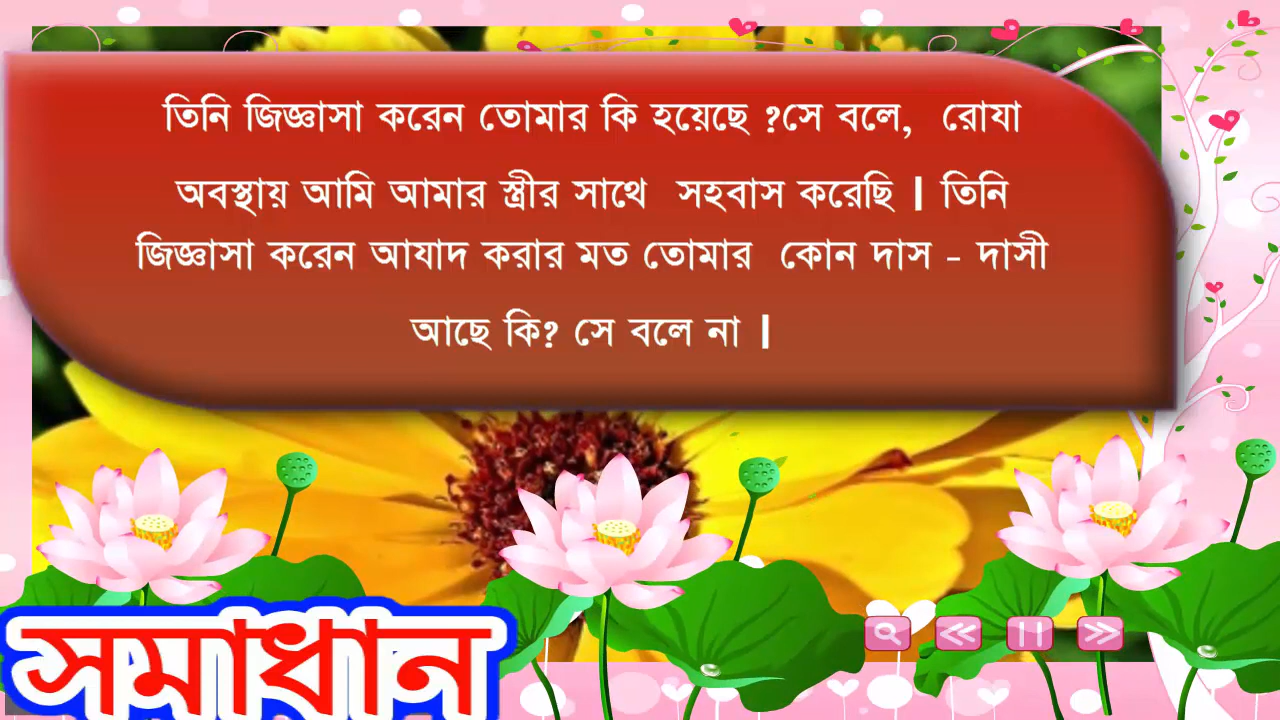 তিনি জিজ্ঞাসা করেন তোমার কি হয়েছে ?সে বলে, রোযা
অবস্থায় আমি আমার স্ত্রীর সাথে সহবাস করেছি | তিনি
জিজ্ঞাসা করেন আযাদ করার মত তোমার কোন দাস - দাসী
আছে কি? সে বলে না |
সমাধান